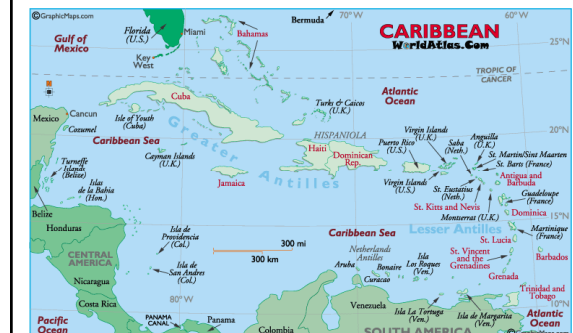 ©GraphicMaps.com
Bermuda
70°W
60°W
CARIBBEAN
WorldAtlas.Com
Florida
(U.S.)
Miami
Gulf of
Mexico
Bahamas
25°N
Key
West
TROPIC OF
CANCER
Atlantic
Ocean
Cuba
Turks & Caicos
(U.K.)
Mexico
Cancun
Cozumel
Isle of Youth
(Cuba)
Greater
Antilles
20°N
HISPANIOLA
Caribbean Sea
Cayman Islands
(U.K.)
Haiti
Dominican
Rep.
Puerto Rico
(U.S.)
Virgin Islands
(U.K.)
Saba
(Neth.)
Anguilla
(U.K.)
St. Martin/Sint Maarten
St. Barts (France)
Turneffe
Islands
(Belize)
Jamaica
Virgin Islands
(U.S.)
St. Eustatius
(Neth.)
Antigua and
Barbuda
Islas
de la Bahia
(Hon.)
St. Kitts and Nevis
Guadeloupe
(France)
Montserrat (U.K.)
Dominica
Belize
15°N
Honduras
Isla de
Providencia
(Col.)
Caribbean Sea
Lesser Antilles
Martinique
(France)
St. Lucia
300 mi
300 km
Netherlands
Antilles
Isla
Los Roques
(Ven.)
St. Vincent
and the
Grenadines
Barbados
CENTRAL
AMERICA
Isla de
San Andres
(Col.)
Aruba
Bonaire
Curacao
Grenada
Nicaragua
Costa Rica
80°W
Trinidad and
Tobago
10°N
Venezuela
Isla La Tortuga
(Ven.)
Isla de Margarita
(Ven.)
Pacific
Ocean
PANAMA
CANAL
Panama
Colombia
SOUTH AMERICA
Atlantic
Ocean